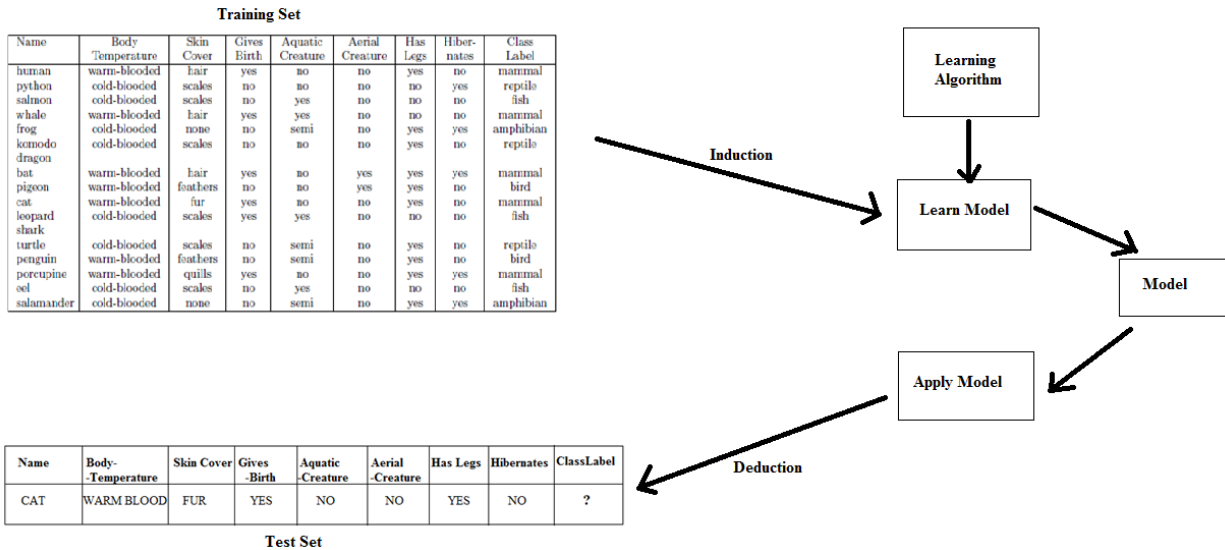 Training Set
Name Body Skin Gives Aquatic Aerial Has Hiber- Class
Temperature Cover Birth Creature Creature Legs nates Label
human warm-blooded hair yes no no yes no mammal
python cold-blooded scales no no no no yes reptile
salmon cold-blooded scales no yes no no no fish
whale warm-blooded hair yes yes no no no mammal
frog cold-blooded none no semi no yes yes amphibian
komodo cold-blooded scales no no no yes no reptile
dragon
bat warm-blooded hair yes no yes yes yes mammal
pigeon warm-blooded feathers no no yes yes no bird
cat warm-blooded fur yes no no yes no mammal
leopard cold-blooded scales yes yes no no no fish
shark
turtle cold-blooded scales no semi no yes no reptile
penguin warm-blooded feathers no semi no yes no bird
porcupine warm-blooded quills yes no no yes yes mammal
eel cold-blooded scales no yes no no no fish
salamander cold-blooded none no semi no yes yes amphibian
Learning
Algorithm
Induction
Learn Model
Model
Apply Model
Deduction
Name Body- Skin Cover Gives Aquatic Aerial Has Legs Hibernates ClassLabel
-Temperature -Birth -Creature -Creature
CAT WARM BLOOD FUR YES NO NO YES NO ?
Test Set